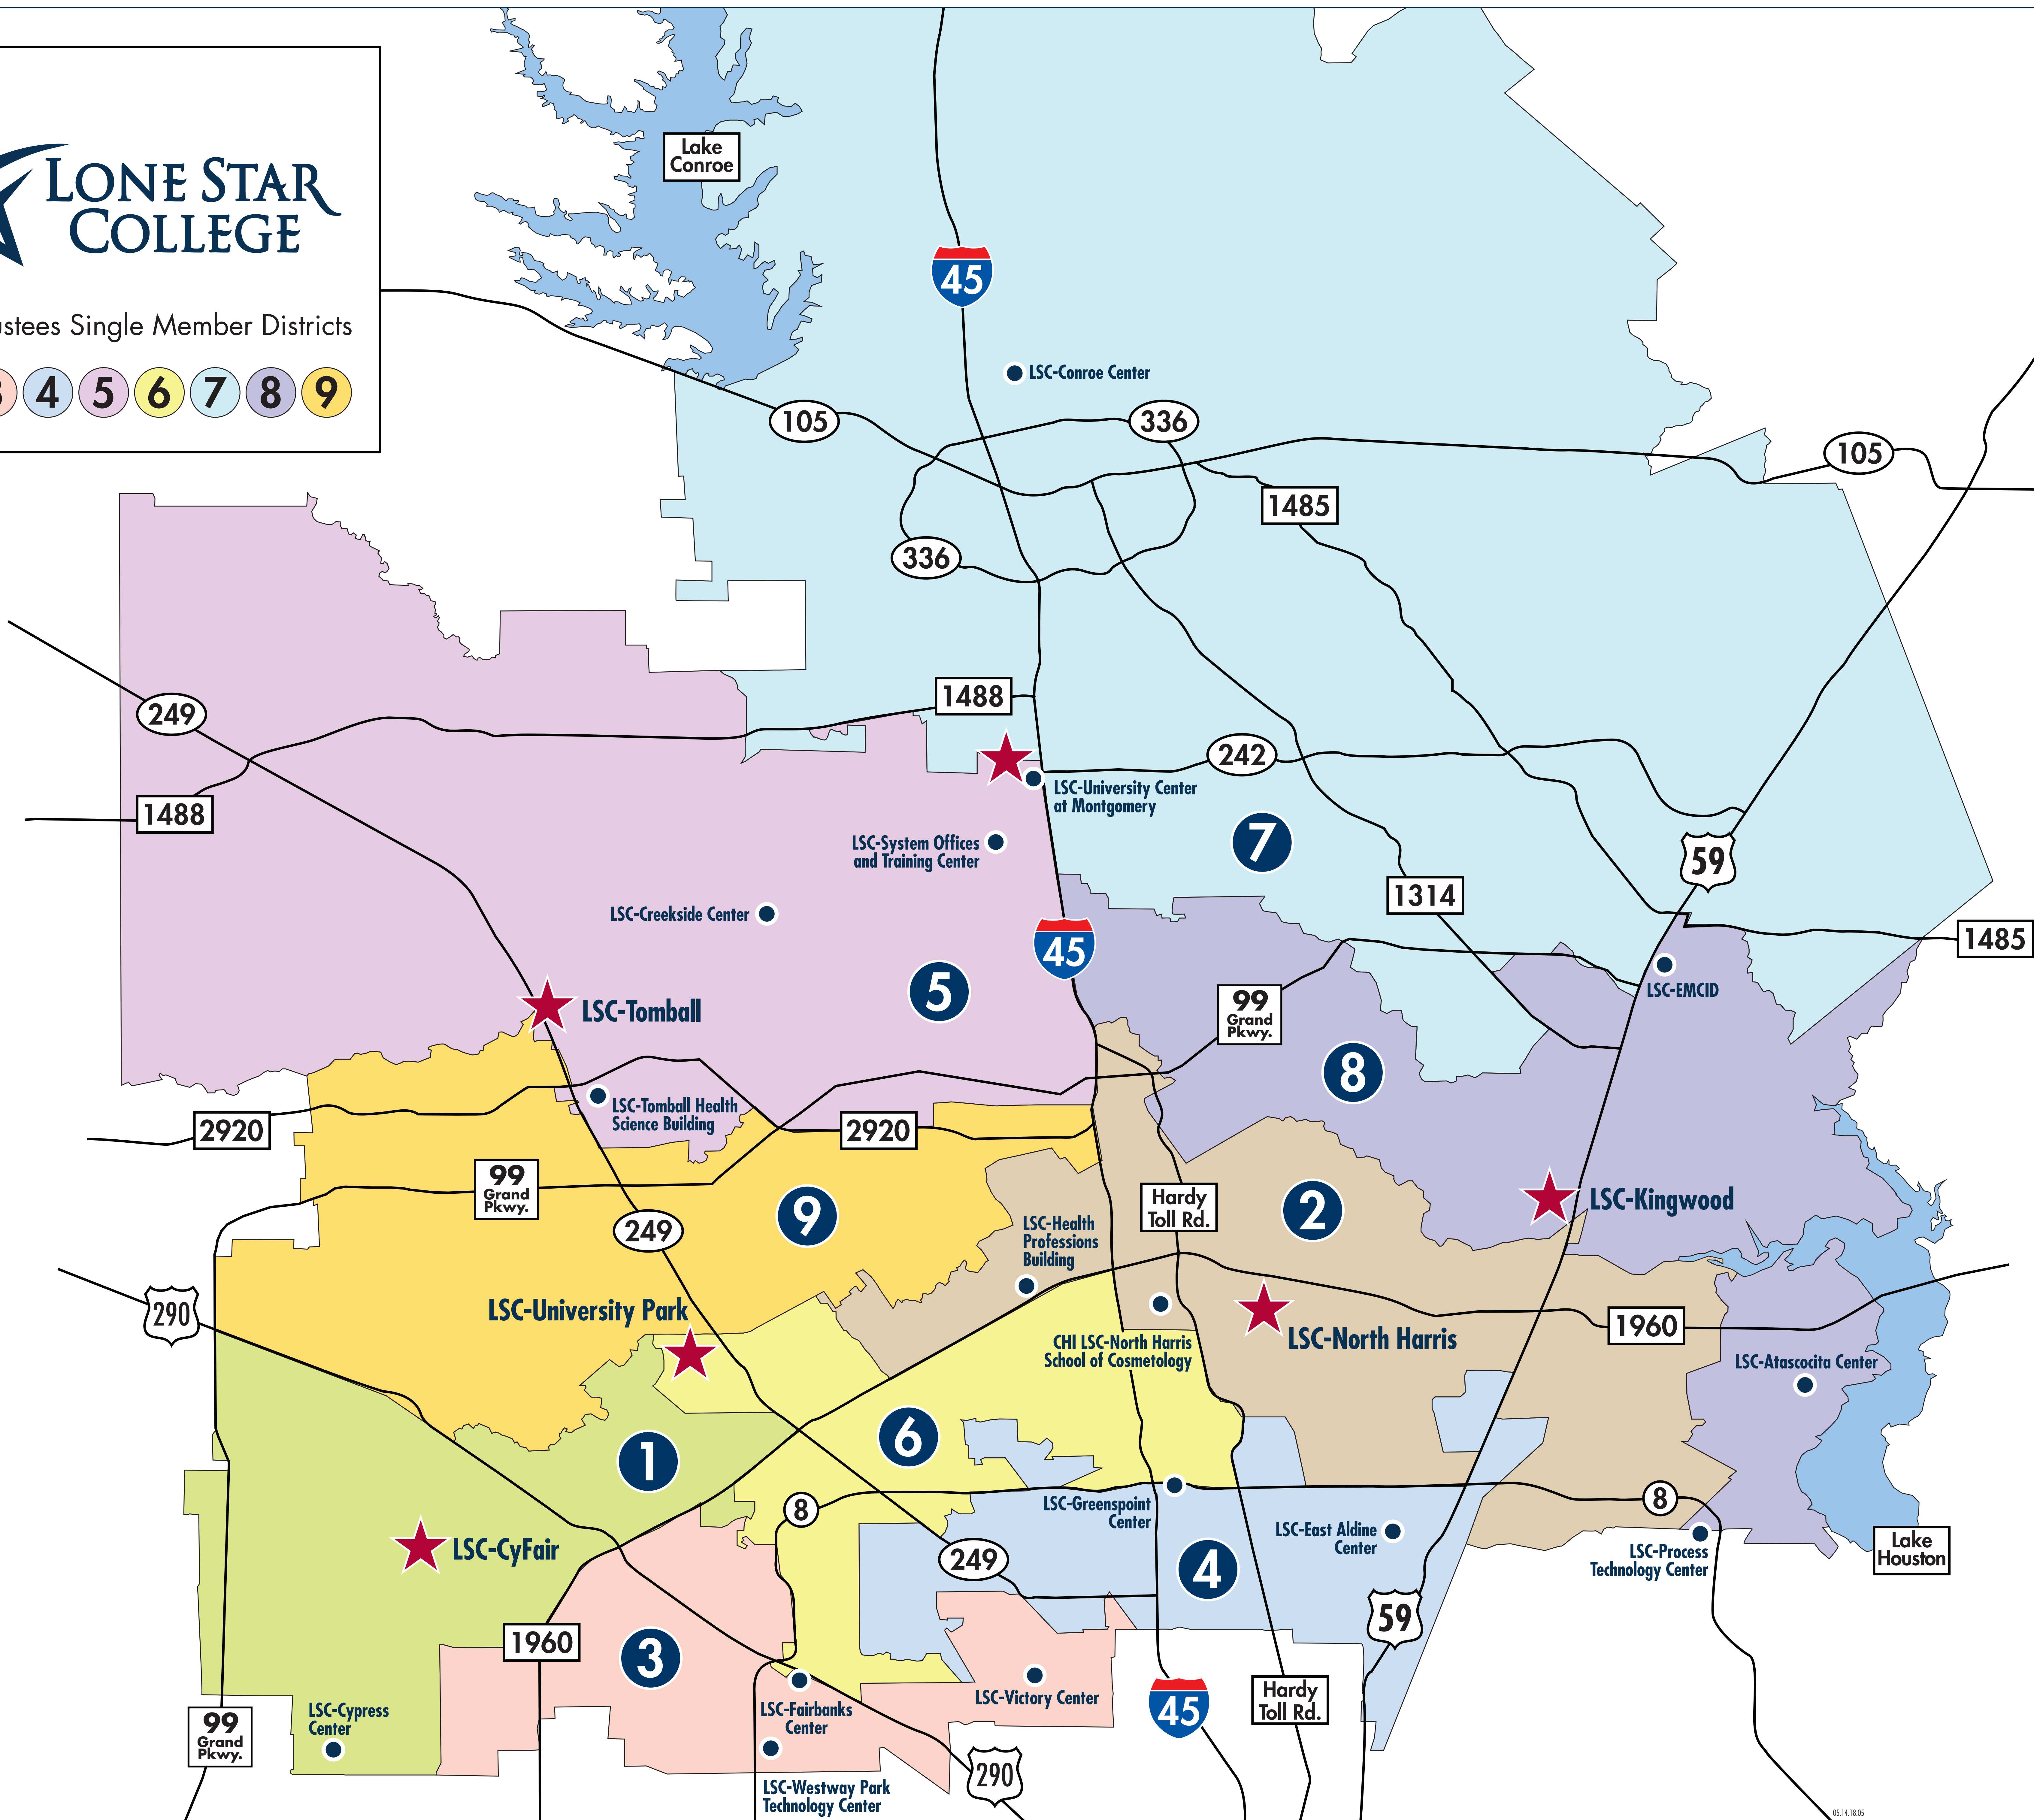 LONE STAR
COLLEGE
Single Member Districts
4 5 6 7 8 9
Lake
Conroe
45
LSC-Conroe Center
105
336
105
1485
336
249
1488
242
1488
LSC-University Center
at Montgomery
LSC-System Offices
and Training Center
7
59
1314
LSC-Creekside Center
45
1485
5
LSC-EMCID
99
Grand
Pkwy.
LSC-Tomball
8
LSC-Tomball Health
Science Building
2920
2920
99
Grand
Pkwy.
LSC-Kingwood
Hardy
Toll Rd.
2
9
249
LSC-Health
Professions
Building
290
LSC-University Park
LSC-North Harris
1960
CHI LSC-North Harris
School of Cosmetology
LSC-Atascocita Center
6
1
8
8
LSC-Greenspoint
Center
LSC-East Aldine
Center
LSC-CyFair
249
4
LSC-Process
Technology Center
Lake
Houston
59
1960
3
LSC-Victory Center
45
Hardy
Toll Rd.
LSC-Cypress
Center
LSC-Fairbanks
Center
99
Grand
Pkwy.
290
LSC-Westway Park
Technology Center
05.14.18.05